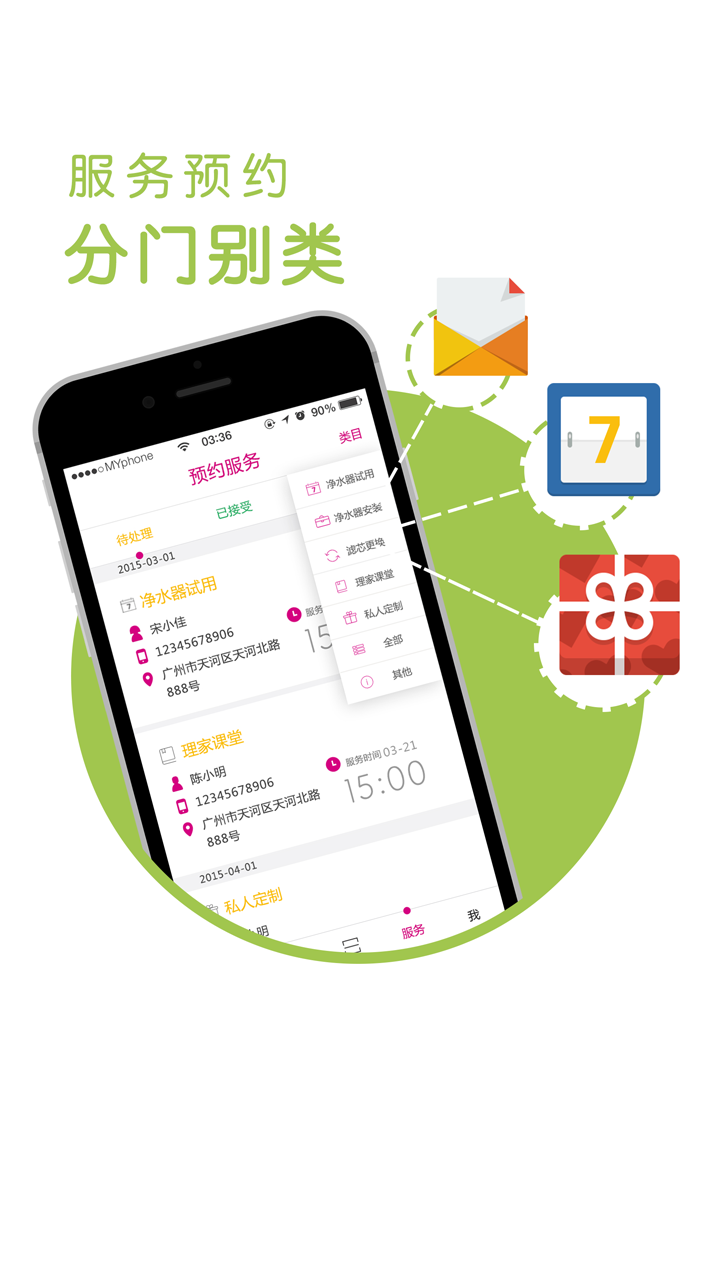 服务预约
分门别类
MYphone
03:36
90%
预约服务
类目
待处理
已接受
净水器试用
净水器安装
滤芯更换
理家课堂
私人定制
全部
其他
2015-03-01
净水器试用
宋小佳
12345678906
广州市天河区天河北路
888号
服务
15
理家课堂
陈小明
12345678906
广州市天河区天河北路
888号
服务时间 03-21
15:00
2015-04-01
私人定制
小明
服务
我
7